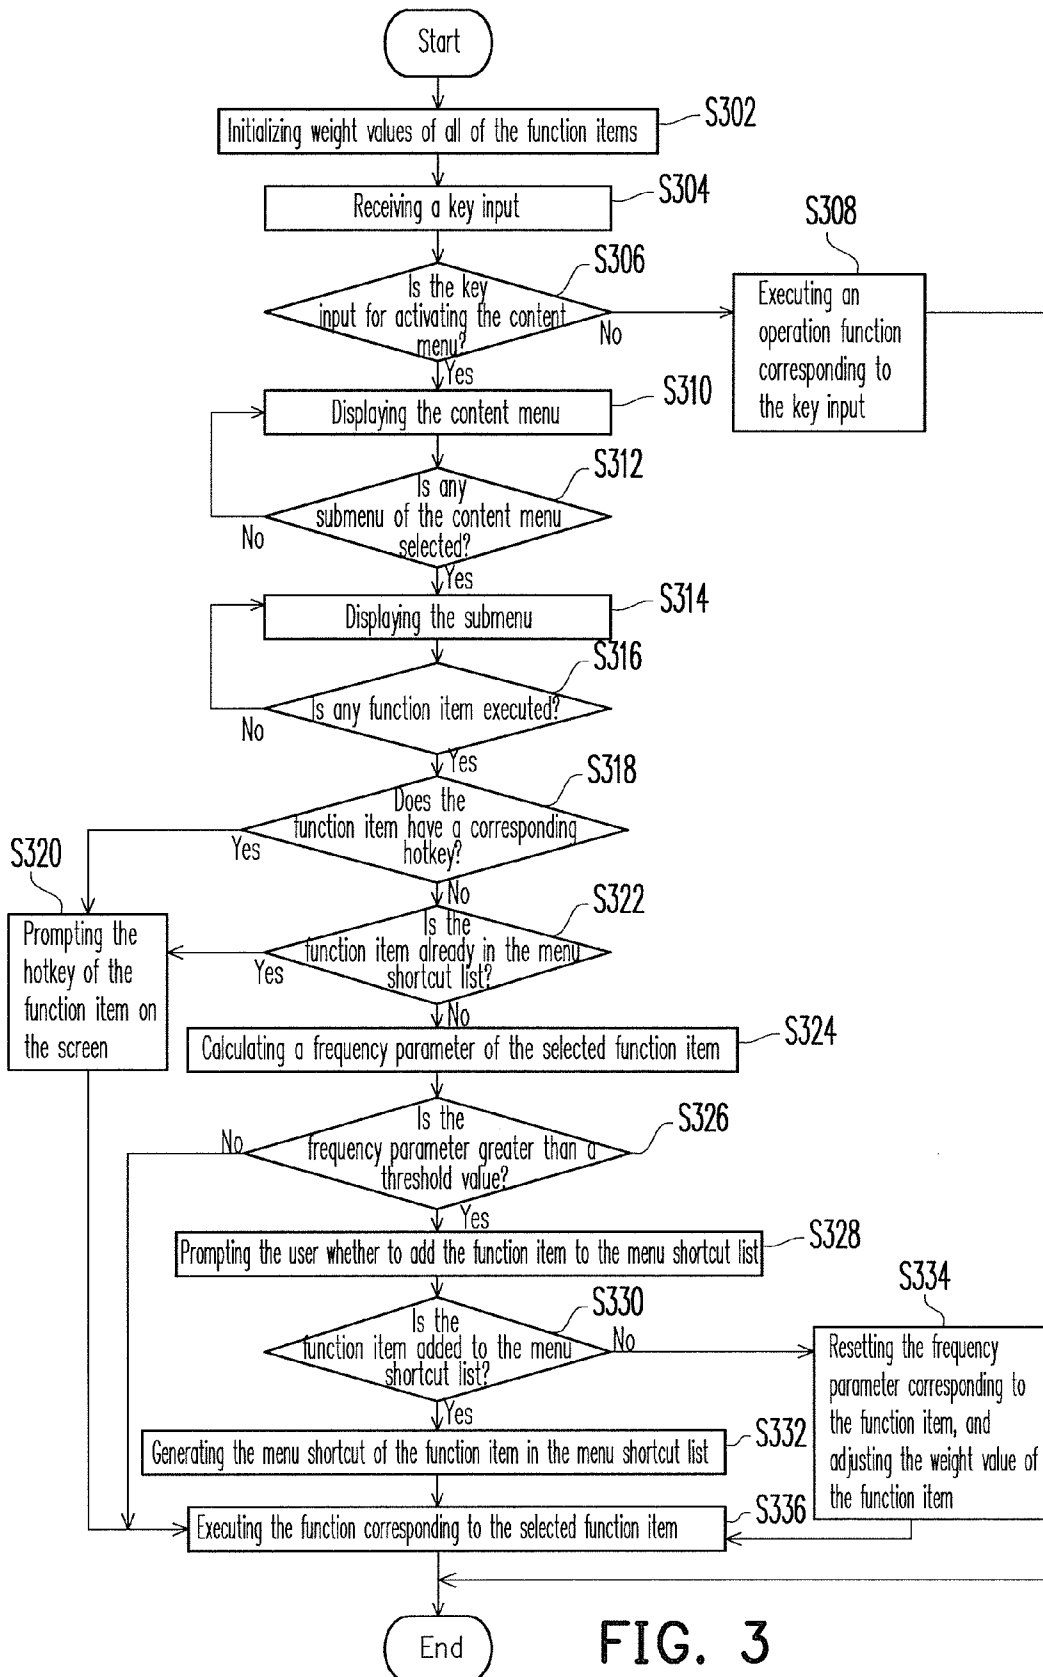 Start
Initializing weight values of all of the function items
S302
Receiving a key input
S304
Is the key
input for activating the content
menu?
S306
No
Yes
S308
Executing an
operation function
corresponding to
the key input
Displaying the content menu
S310
Is any
submenu of the content menu
selected?
S312
No
Yes
Displaying the submenu
S314
Is any function item executed?
S316
No
Yes
Does the
function item have a corresponding
hotkey?
S318
Yes
No
S320
Prompting the
hotkey of the
function item on
the screen
Is the
function item already in the menu
shortcut list?
S322
Yes
No
Calculating a frequency parameter of the selected function item
S324
Is the
frequency parameter greater than a
threshold value?
S326
No
Yes
Prompting the user whether to add the function item to the menu shortcut list
S328
Is the
function item added to the menu
shortcut list?
S330
No
Yes
S334
Resetting the frequency
parameter corresponding to
the function item, and
adjusting the weight value of
the function item
Generating the menu shortcut of the function item in the menu shortcut list
S332
Executing the function corresponding to the selected function item
S336
End
FIG. 3